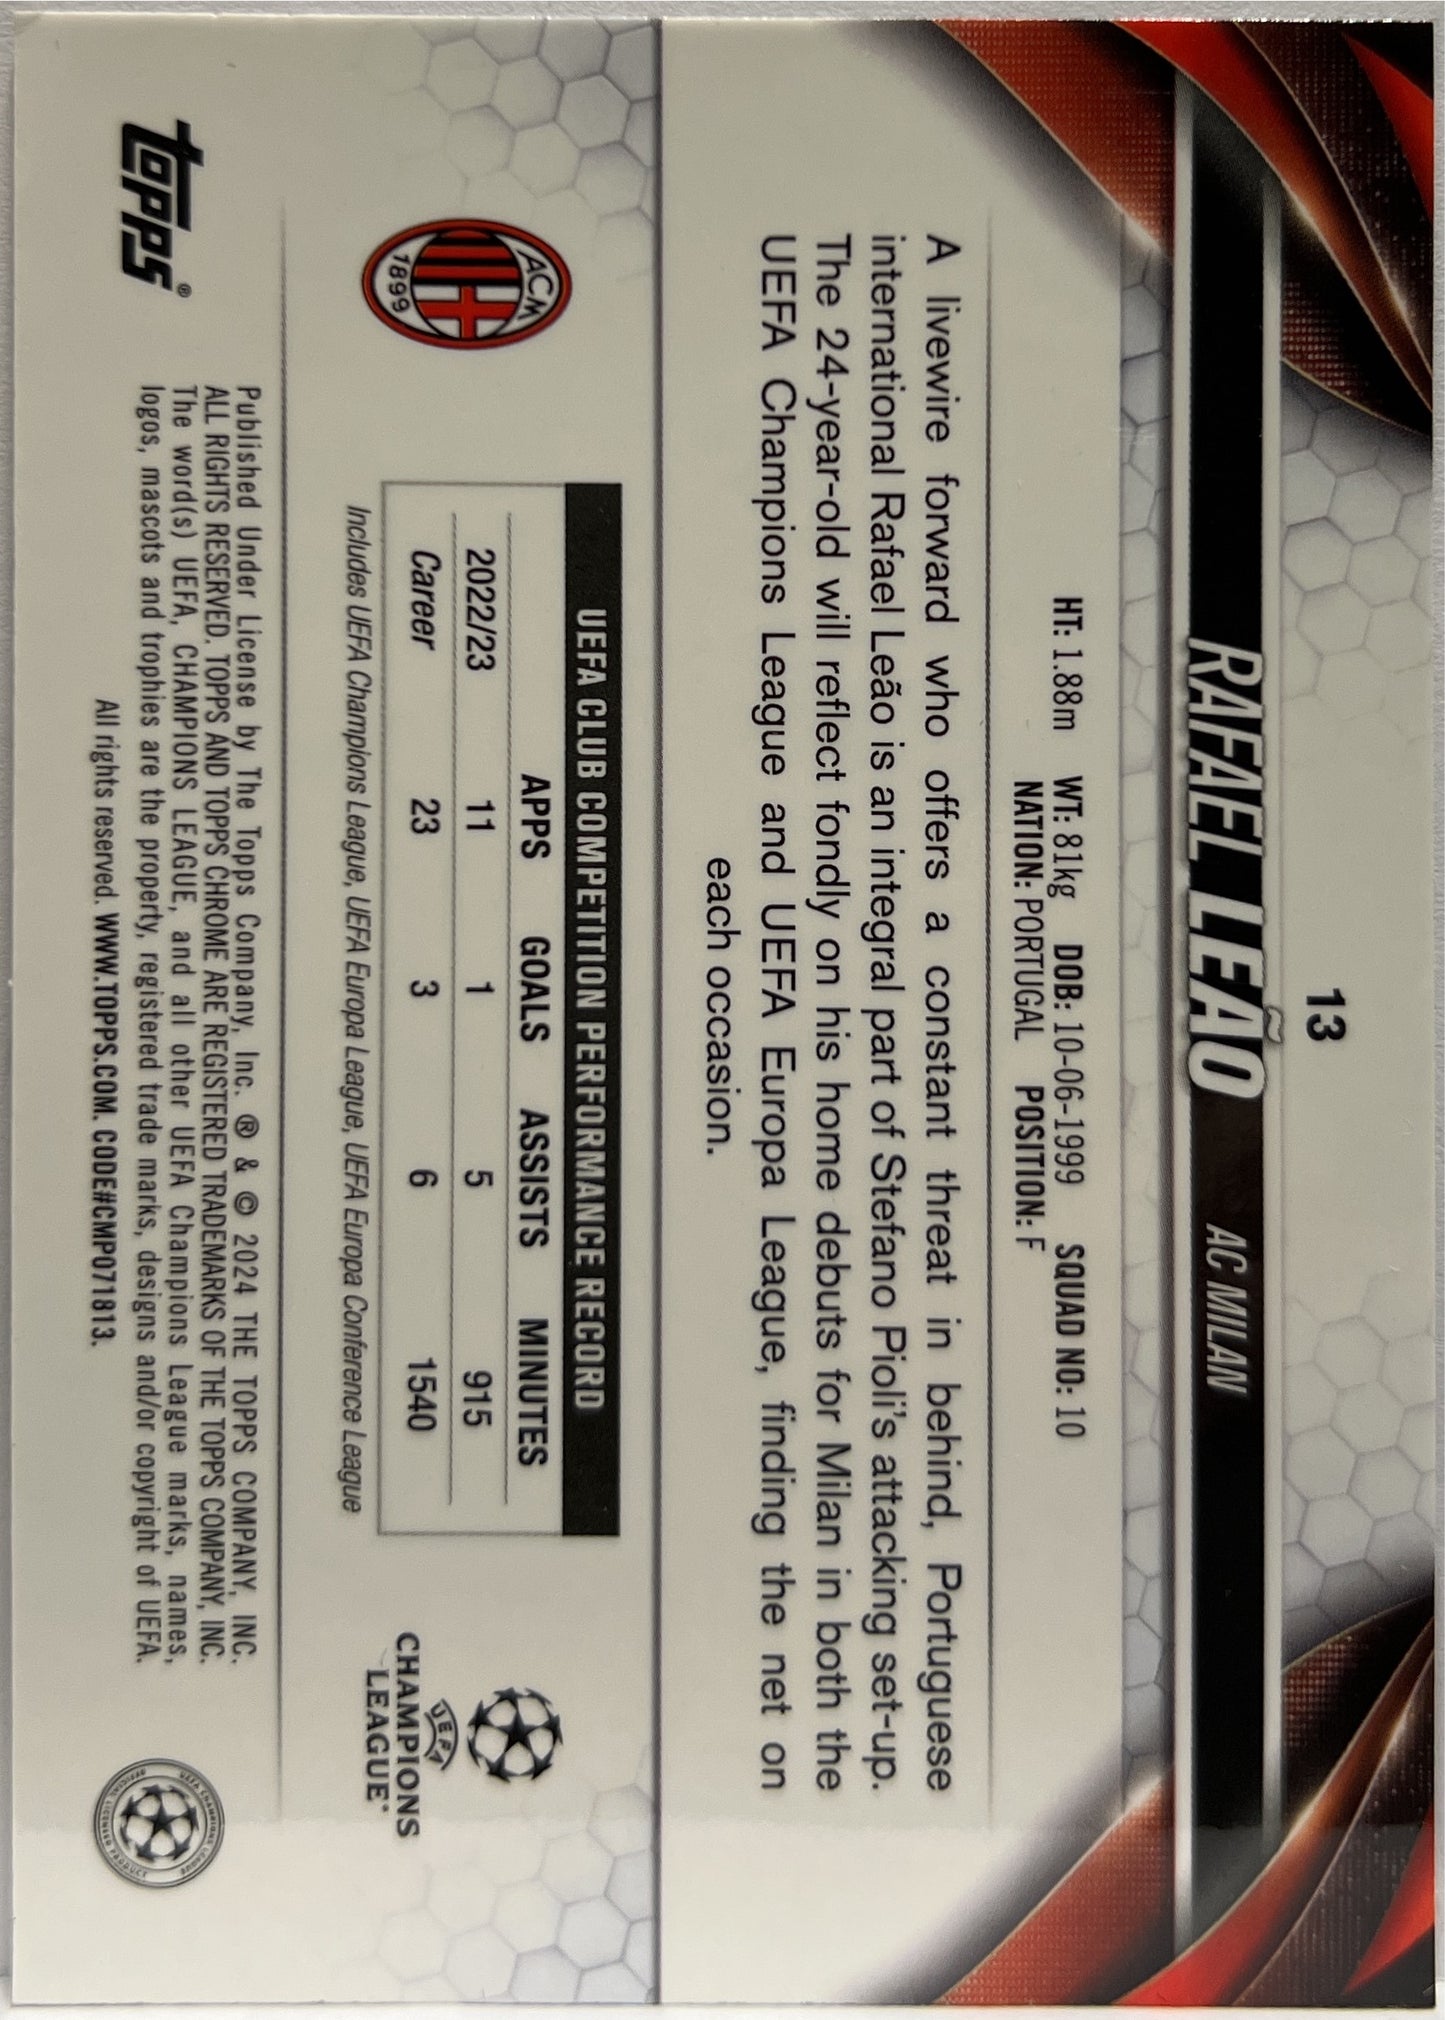 13
RAFAEL LEÃO AC MILAN
HT: 1.88m WT: 81kg DOB: 10-06-1999 SQUAD NO: 10
NATION: PORTUGAL POSITION: F
A livewire forward who offers a constant threat in behind, Portuguese
international Rafael Leão is an integral part of Stefano Pioli's attacking set-up.
The 24-year-old will reflect fondly on his home debuts for Milan in both the
UEFA Champions League and UEFA Europa League, finding the net on
each occasion.
ACM
1899
UEFA CLUB COMPETITION PERFORMANCE RECORD
APPS GOALS ASSISTS MINUTES
2022/23 11 1 5 915
Career 23 3 6 1540
Includes UEFA Champions League, UEFA Europa League, UEFA Europa Conference League
UEFA
CHAMPIONS
LEAGUE®
topps®
Published Under License by The Topps Company, Inc. ® & © 2024 THE TOPPS COMPANY, INC.
ALL RIGHTS RESERVED. TOPPS AND TOPPS CHROME ARE REGISTERED TRADEMARKS OF THE TOPPS COMPANY, INC.
The word(s) UEFA, CHAMPIONS LEAGUE, and all other UEFA Champions League marks, names,
logos, mascots and trophies are the property, registered trade marks, designs and/or copyright of UEFA.
All rights reserved. WWW.TOPPS.COM. CODE#CMP071813.
UEFA CHAMPIONS LEAGUE
OFFICIAL LICENSED PRODUCT